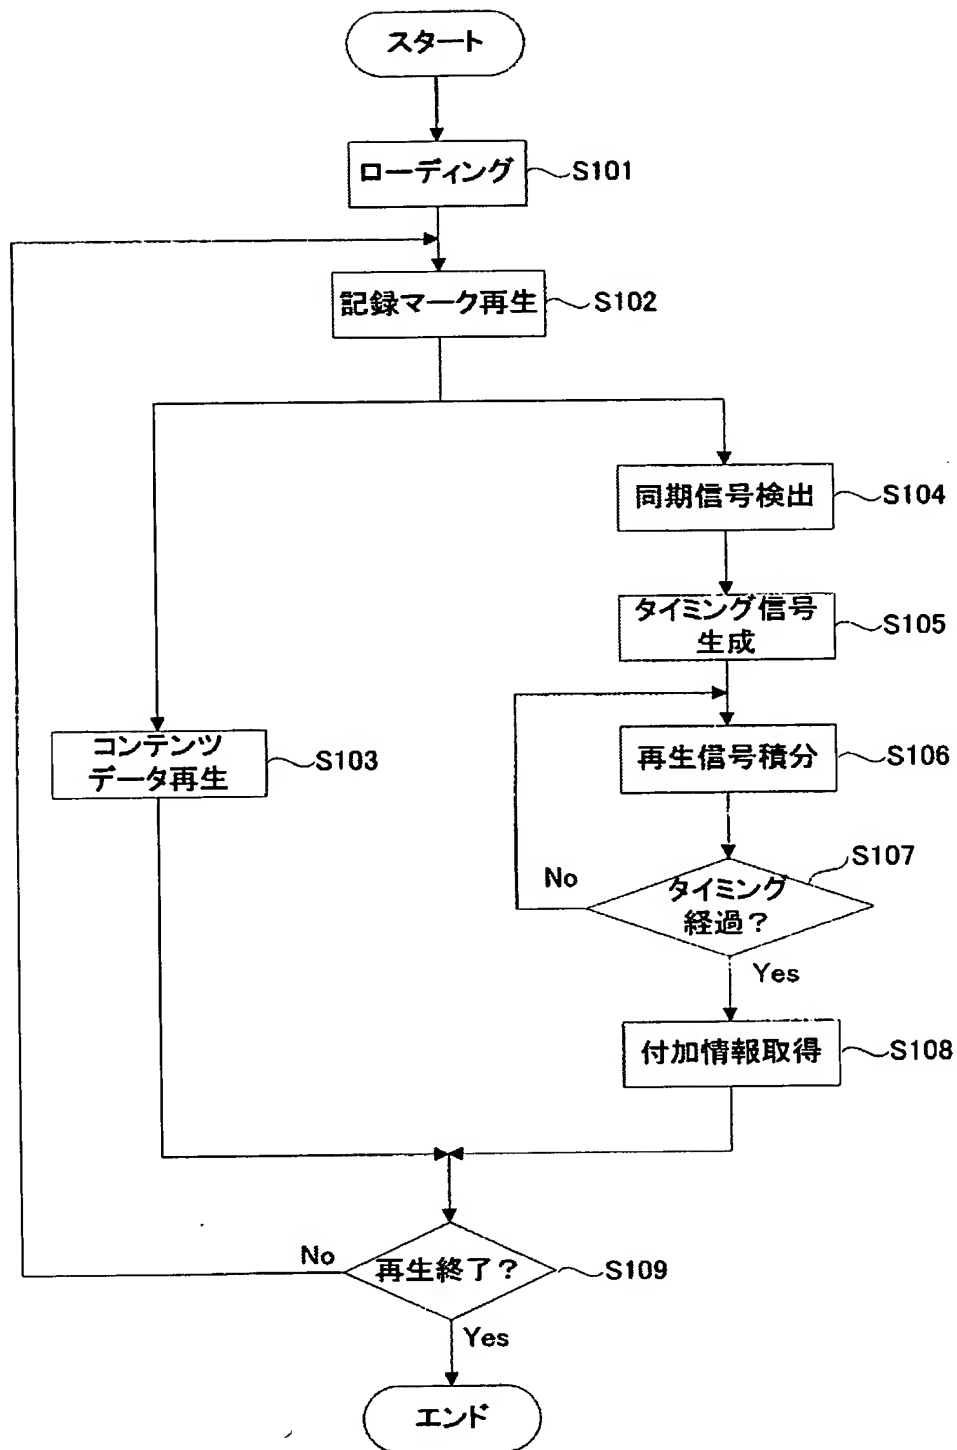 スタート
ローディング
S101
記録マーク再生
S102
同期信号検出
S104
タイミング信号
生成
S105
コンテンツ
データ再生
S103
再生信号積分
S106
タイミング
経過?
S107
No
Yes
付加情報取得
S108
再生終了?
S109
No
Yes
エンド